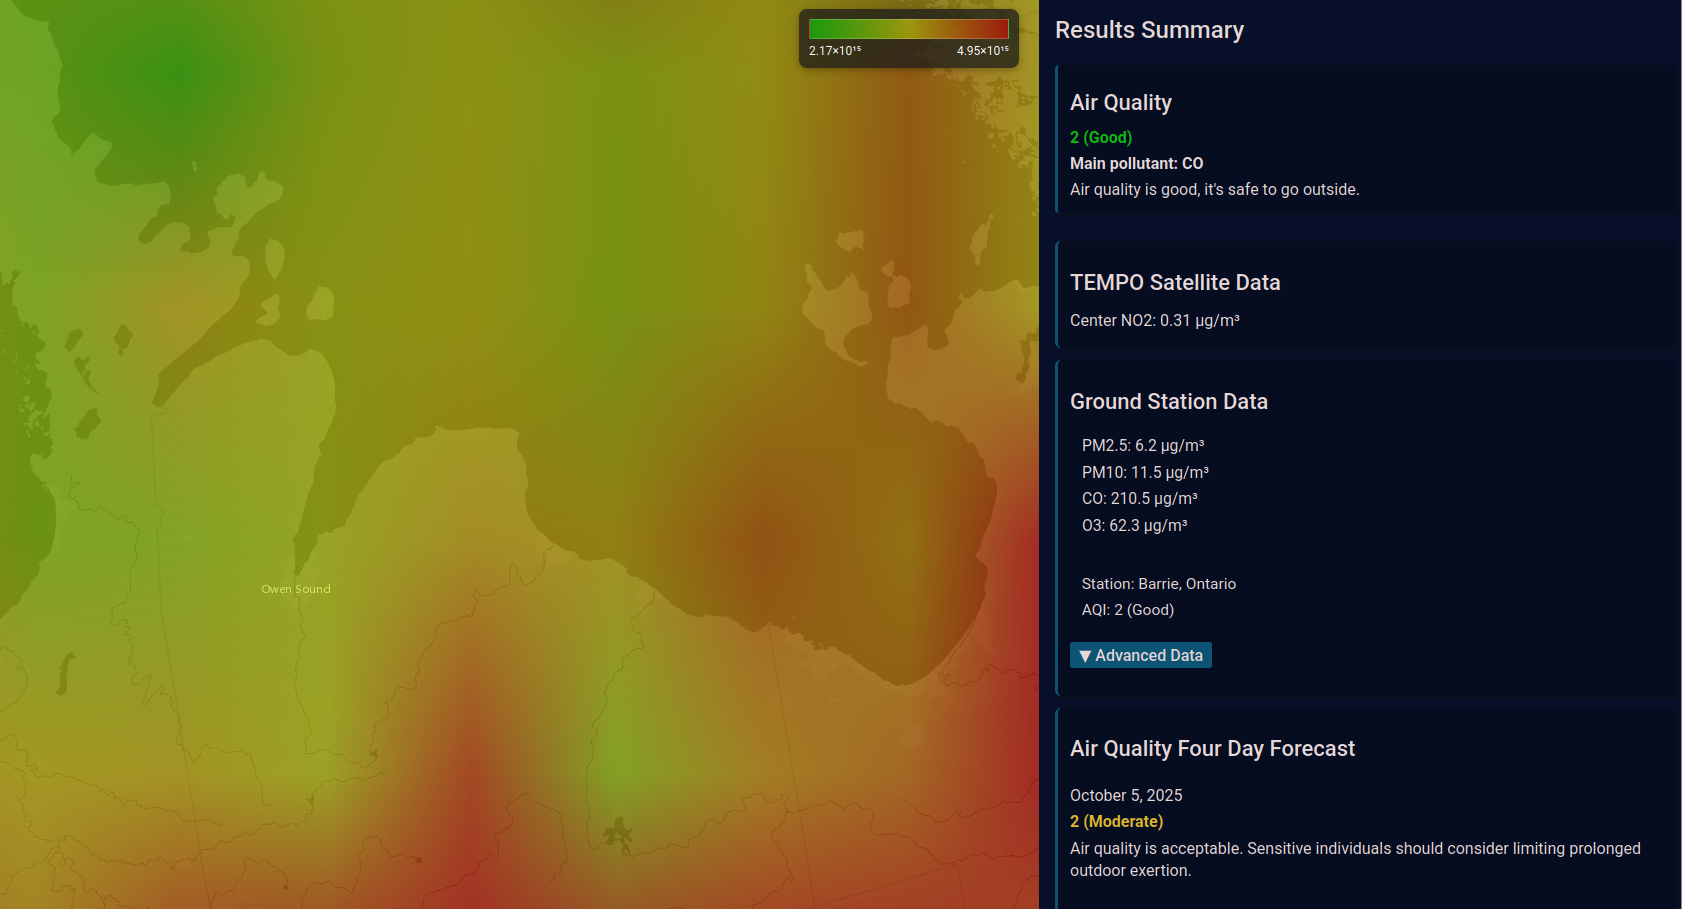 2.17×10¹⁵ 4.95×10¹⁵
Owen Sound
Results Summary
Air Quality
2 (Good)
Main pollutant: CO
Air quality is good, it's safe to go outside.
TEMPO Satellite Data
Center NO2: 0.31 µg/m³
Ground Station Data
PM2.5: 6.2 µg/m³
PM10: 11.5 µg/m³
CO: 210.5 µg/m³
O3: 62.3 µg/m³
Station: Barrie, Ontario
AQI: 2 (Good)
▼ Advanced Data
Air Quality Four Day Forecast
October 5, 2025
2 (Moderate)
Air quality is acceptable. Sensitive individuals should consider limiting prolonged
outdoor exertion.